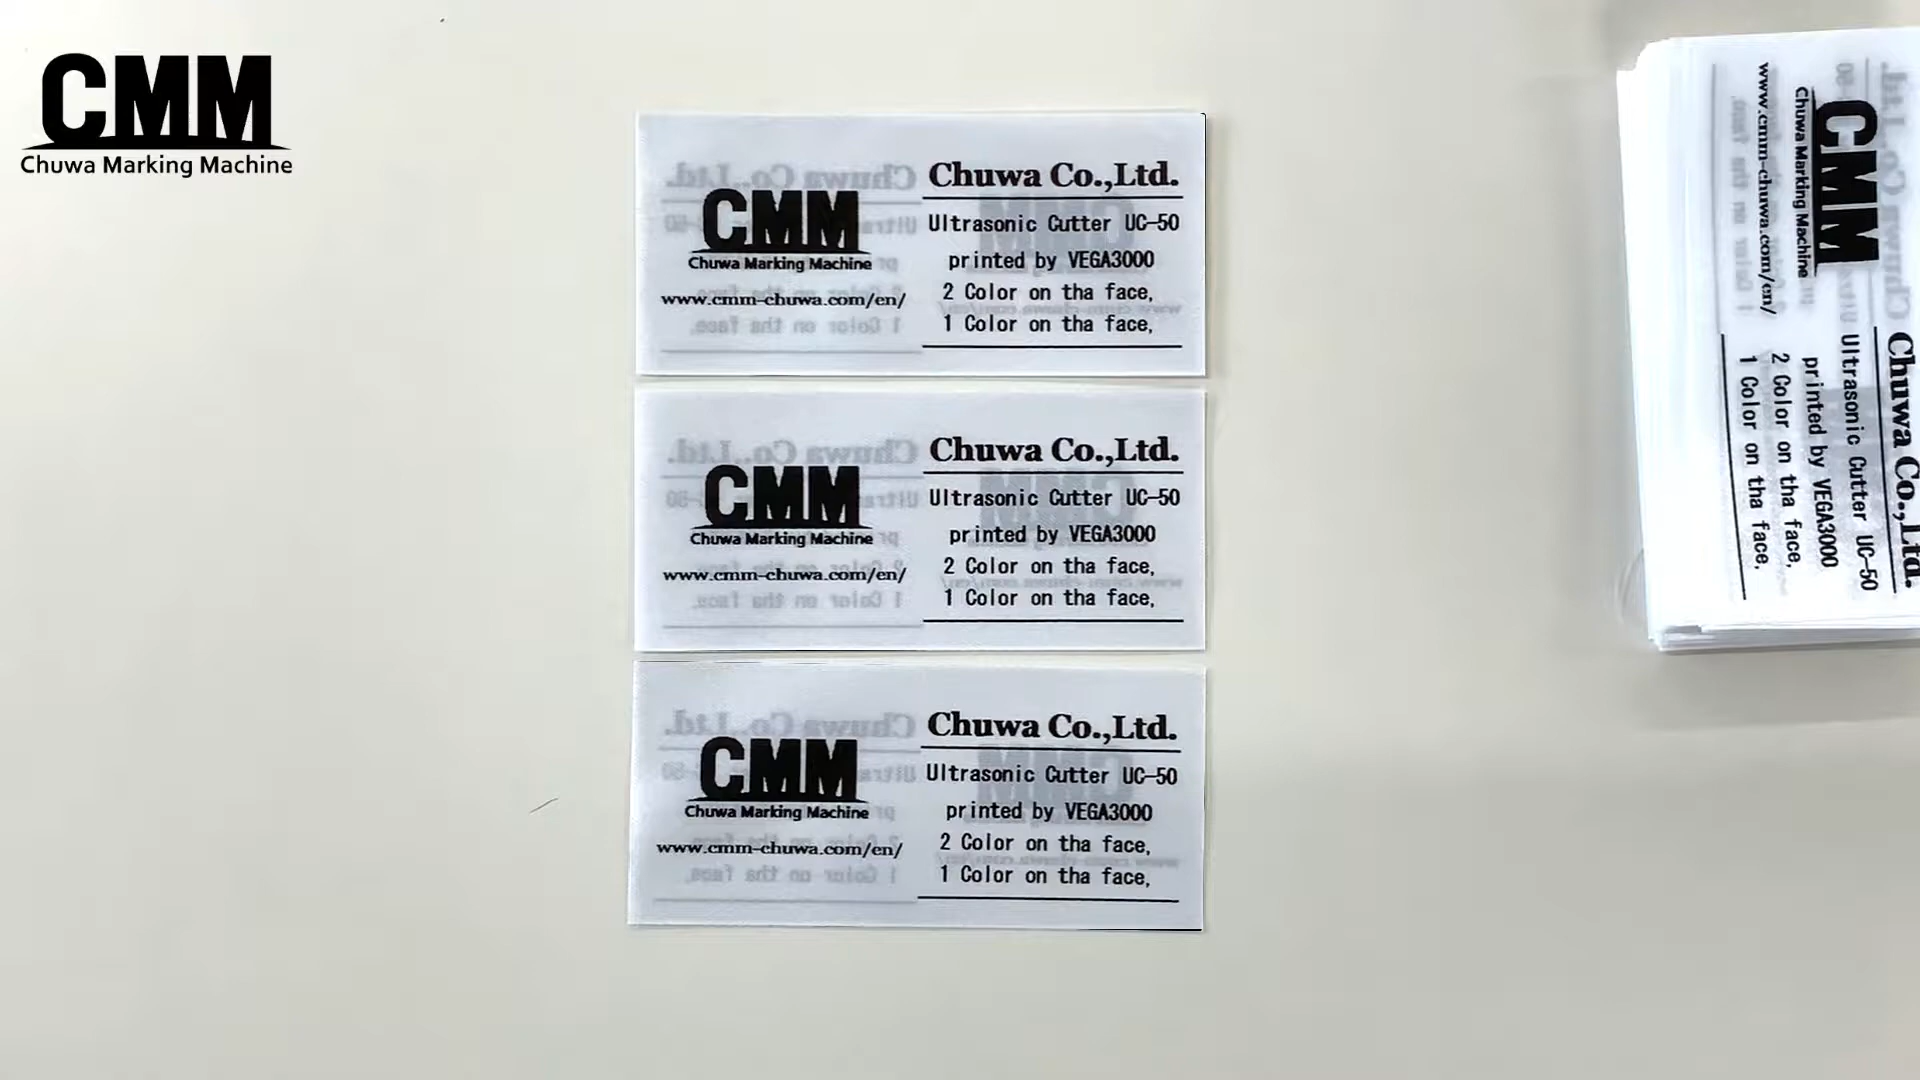 CMM
Chuwa Marking Machine
CMM
Chuwa Marking Machine
www.cmm-chuwa.com/en/
Chuwa Co.,Ltd.
Ultrasonic Cutter UC-50
printed by VEGA3000
2 Color on tha face,
1 Color on tha face,
CMM
Chuwa Marking Machine
www.cmm-chuwa.com/en/
Chuwa Co.,Ltd.
Ultrasonic Cutter UC-50
printed by VEGA3000
2 Color on tha face,
1 Color on tha face,
CMM
Chuwa Marking Machine
www.cmm-chuwa.com/en/
Chuwa Co.,Ltd.
Ultrasonic Cutter UC-50
printed by VEGA3000
2 Color on tha face,
1 Color on tha face,
CMM
Chuwa Marking Machine
www.cmm-chuwa.com/en/
Chuwa Co.,Ltd.
Ultrasonic Cutter UC-50
printed by VEGA3000
2 Color on tha face,
1 Color on tha face,